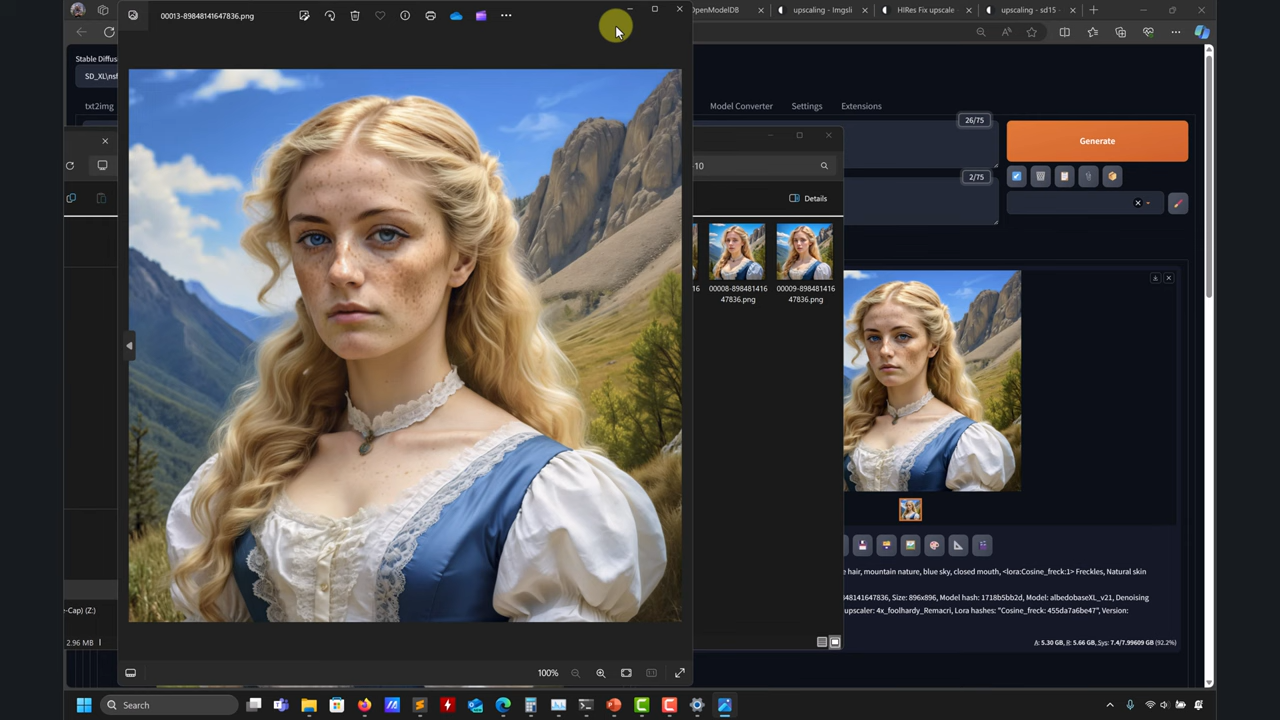 00013-89848141647836.png
OpenModelDB
upscaling - Imgsli
HIRes Fix upscale
upscaling - sd15
Stable Diffus
SD_XL\nsf
txt2img
Model Converter
Settings
Extensions
26/75
Generate
-10
2/75
Details
00008-898481416
47836.png
00009-898481416
47836.png
e hair, mountain nature, blue sky, closed mouth, <lora:Cosine_freck:1> Freckles, Natural skin
48141647836, Size: 896x896, Model hash: 1718b5bb2d, Model: albedobaseXL_v21, Denoising
upscaler: 4x_foolhardy_Remacri, Lora hashes: "Cosine_freck: 455da7a6be47", Version:
e-Cap) (Z:)
2.96 MB
A: 5.30 GB, R: 5.66 GB, Sys: 7.4/7.99609 GB (92.2%)
100%
Search